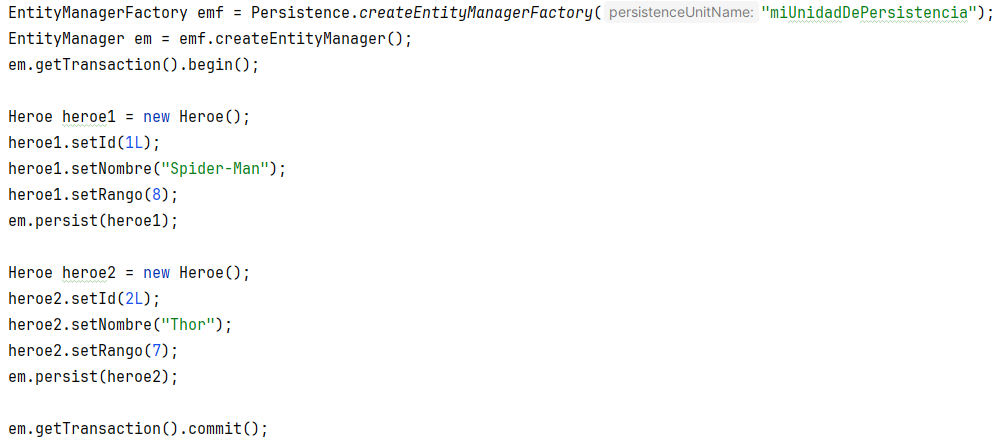 EntityManagerFactory emf = Persistence.createEntityManagerFactory( persistenceUnitName: "miUnidadDePersistencia");
EntityManager em = emf.createEntityManager();
em.getTransaction().begin();
Heroe heroe1 = new Heroe();
heroe1.setId(1L);
heroe1.setNombre("Spider-Man");
heroe1.setRango(8);
em.persist(heroe1);
Heroe heroe2 = new Heroe();
heroe2.setId(2L);
heroe2.setNombre("Thor");
heroe2.setRango(7);
em.persist(heroe2);
em.getTransaction().commit();